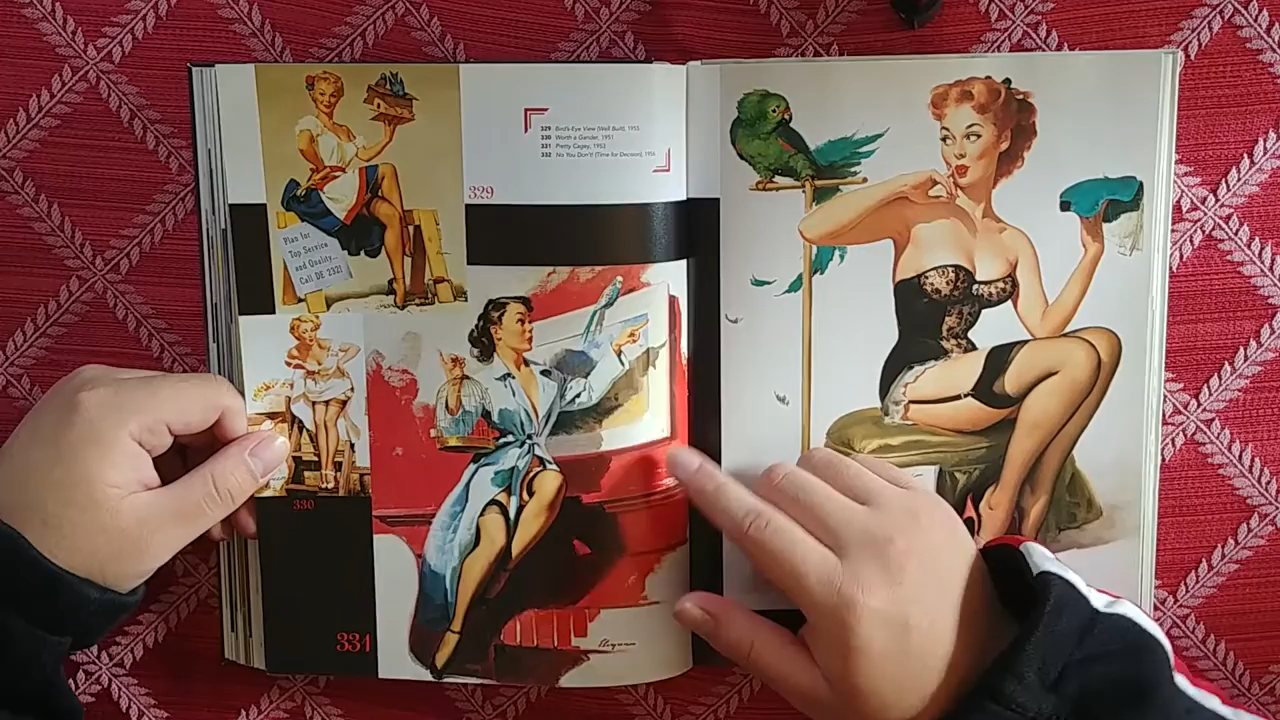 329 Bird's-Eye View (Well Built), 1955
330 Worth a Gander, 1951
331 Pretty Cagey, 1953
332 No You Don't! (Time for Decision), 1956
329
Plan for
Top Service
and Quality...
Call DE 2321
330
331
Elvgren